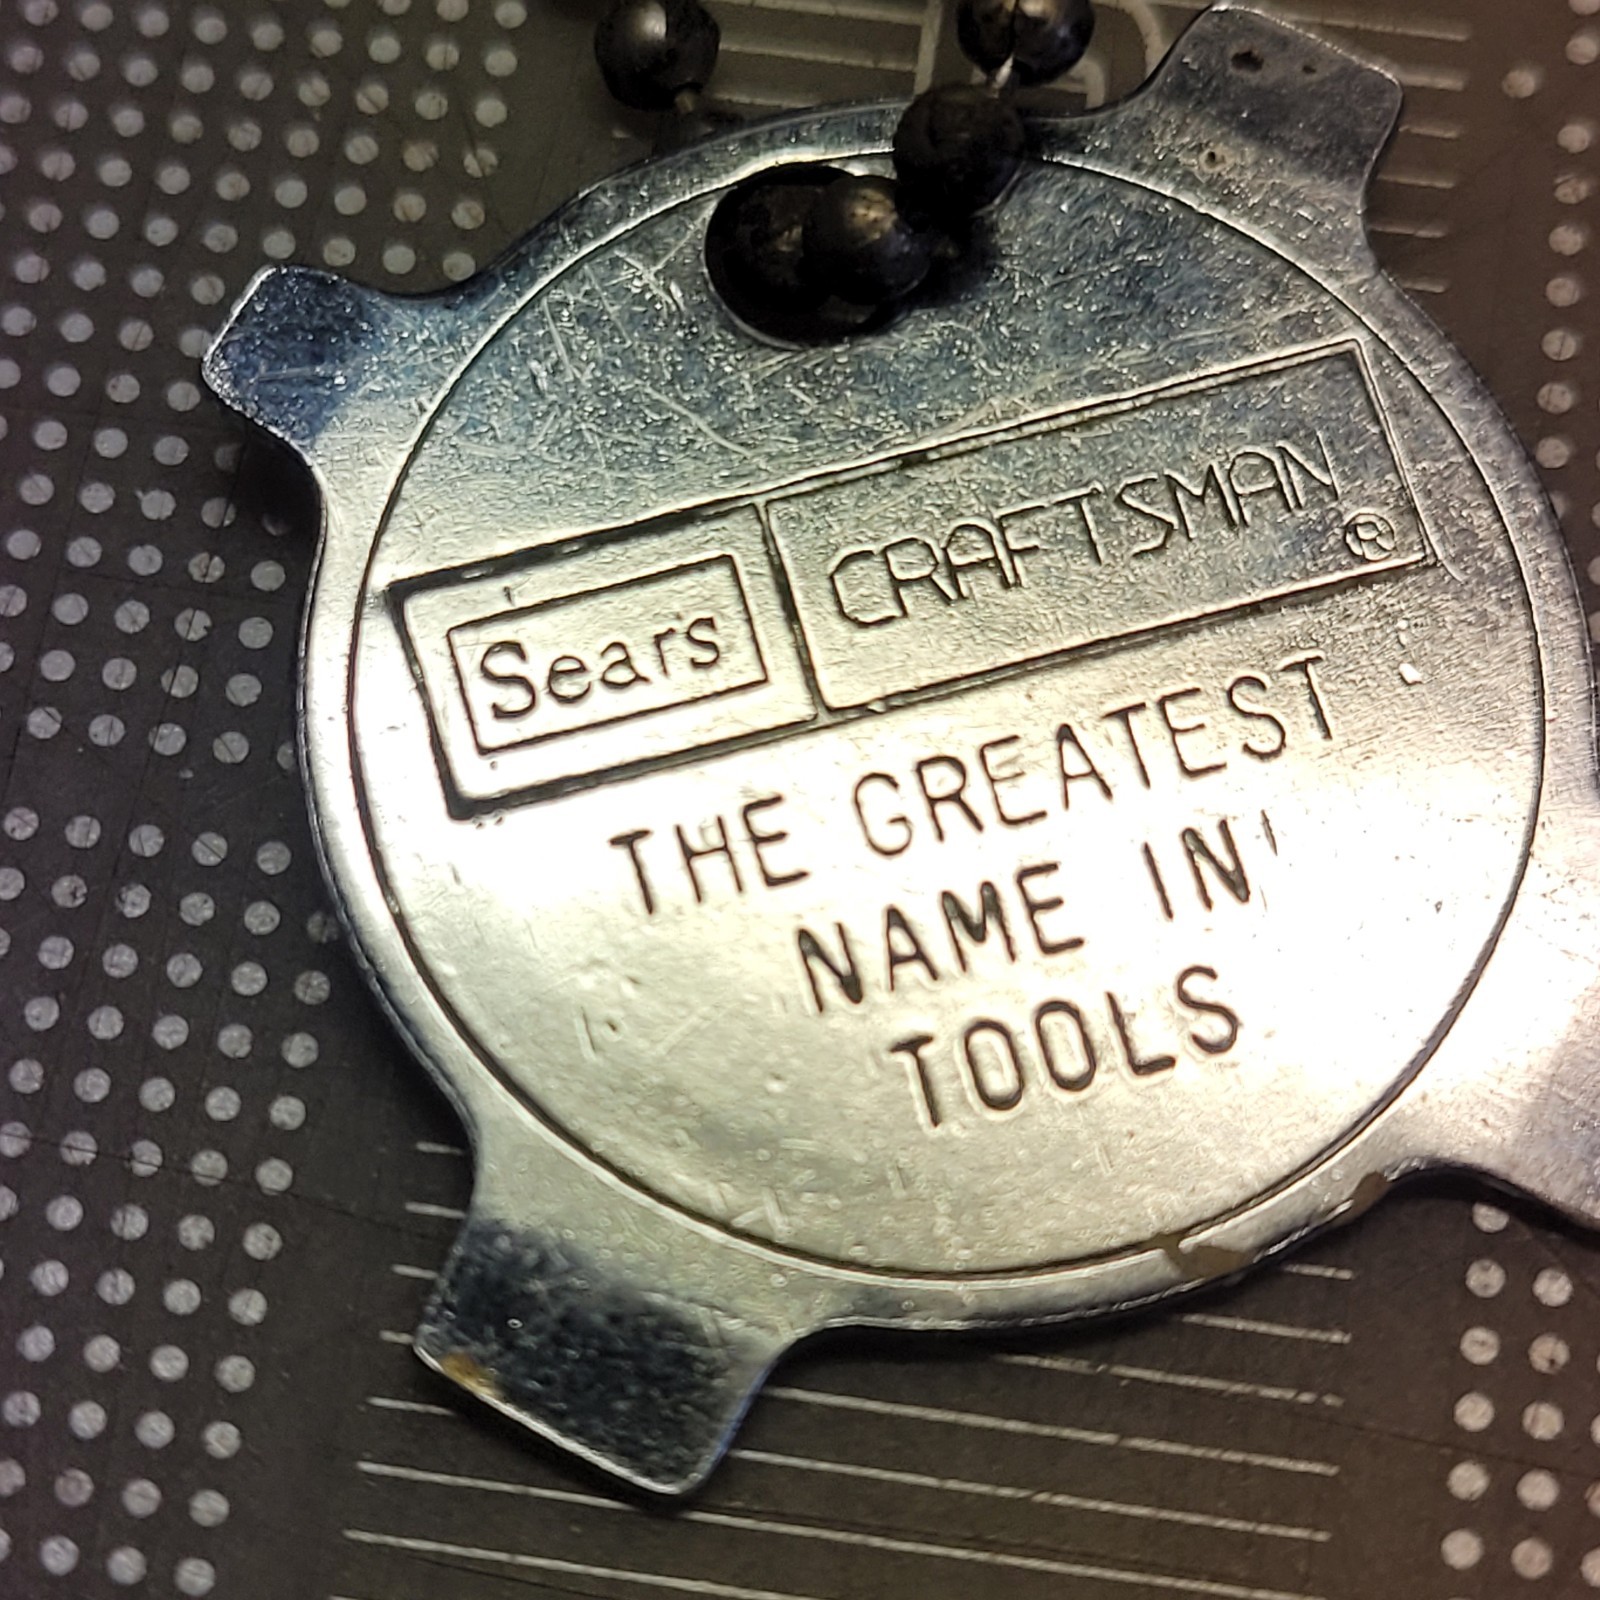 Sears CRAFTSMAN ®
THE GREATEST
NAME IN
TOOLS